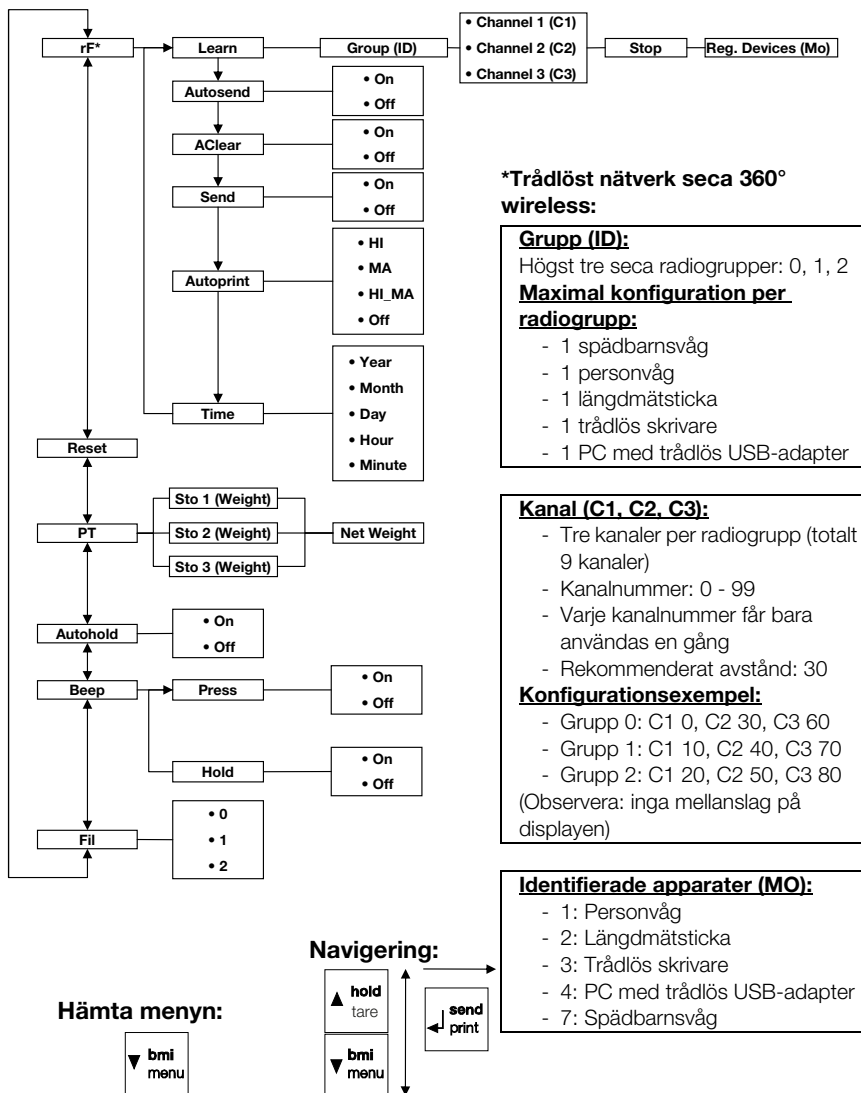 rF*
Learn
Group (ID)
• Channel 1 (C1)
• Channel 2 (C2)
• Channel 3 (C3)
Stop
Reg. Devices (Mo)
Autosend
• On
• Off
AClear
• On
• Off
Send
• On
• Off
Autoprint
• HI
• MA
• HI_MA
• Off
Time
• Year
• Month
• Day
• Hour
• Minute
Reset
PT
Sto 1 (Weight)
Sto 2 (Weight)
Sto 3 (Weight)
Net Weight
Autohold
• On
• Off
Beep
Press
• On
• Off
Hold
• On
• Off
Fil
• 0
• 1
• 2
*Trådlöst nätverk seca 360°
wireless:
Grupp (ID):
Högst tre seca radiogrupper: 0, 1, 2
Maximal konfiguration per
radiogrupp:
- 1 spädbarnsvåg
- 1 personvåg
- 1 längdmätsticka
- 1 trådlös skrivare
- 1 PC med trådlös USB-adapter
Kanal (C1, C2, C3):
- Tre kanaler per radiogrupp (totalt
9 kanaler)
- Kanalnummer: 0 - 99
- Varje kanalnummer får bara
användas en gång
- Rekommenderat avstånd: 30
Konfigurationsexempel:
- Grupp 0: C1 0, C2 30, C3 60
- Grupp 1: C1 10, C2 40, C3 70
- Grupp 2: C1 20, C2 50, C3 80
(Observera: inga mellanslag på
displayen)
Identifierade apparater (MO):
- 1: Personvåg
- 2: Längdmätsticka
- 3: Trådlös skrivare
- 4: PC med trådlös USB-adapter
- 7: Spädbarnsvåg
Navigering:
hold
tare
send
print
bmi
menu
Hämta menyn:
bmi
menu